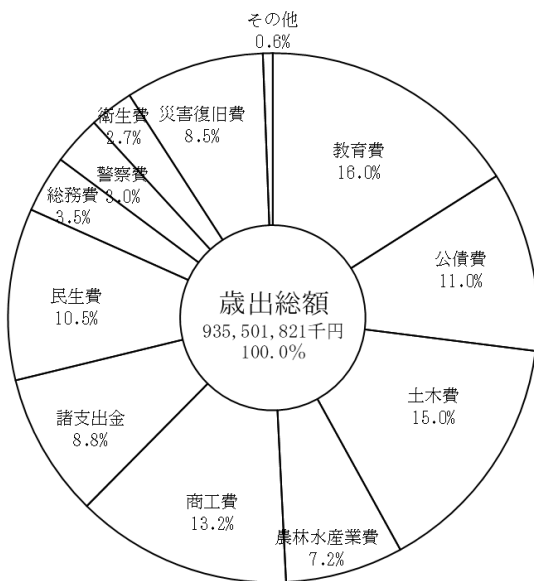 その他
0.6%
教育費
16.0%
公債費
11.0%
土木費
15.0%
農林水産業費
7.2%
商工費
13.2%
諸支出金
8.8%
民生費
10.5%
総務費
3.5%
警察費
3.0%
衛生費
2.7%
災害復旧費
8.5%
歳出総額
935,501,821千円
100.0%